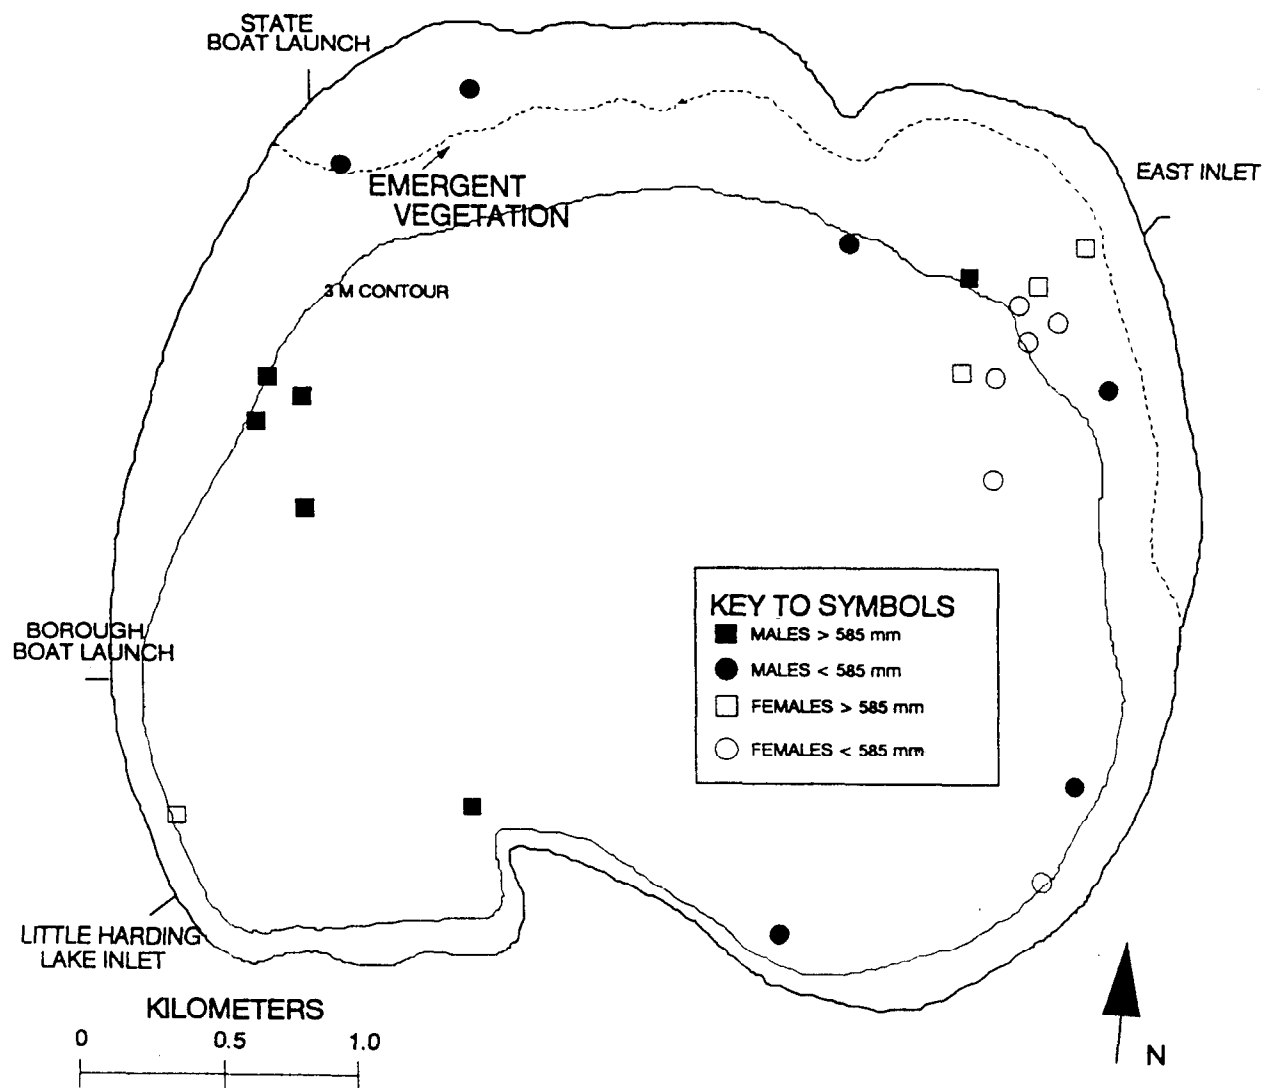 STATE
BOAT LAUNCH
EAST INLET
EMERGENT
VEGETATION
3 M CONTOUR
KEY TO SYMBOLS
MALES > 585 mm
MALES < 585 mm
FEMALES > 585 mm
FEMALES < 585 mm
BOROUGH
BOAT LAUNCH
LITTLE HARDING
LAKE INLET
KILOMETERS
0 0.5 1.0
N